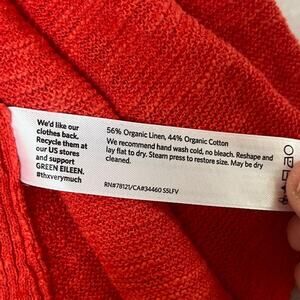 We'd like our
clothes back.
Recycle them at
our US stores
and support
GREEN EILEEN.
#thxverymuch
56% Organic Linen, 44% Organic Cotton
We recommend hand wash cold, no bleach. Reshape and
lay flat to dry. Steam press to restore size. May be dry
cleaned.
RN#78121/CA#34460 S5LFV